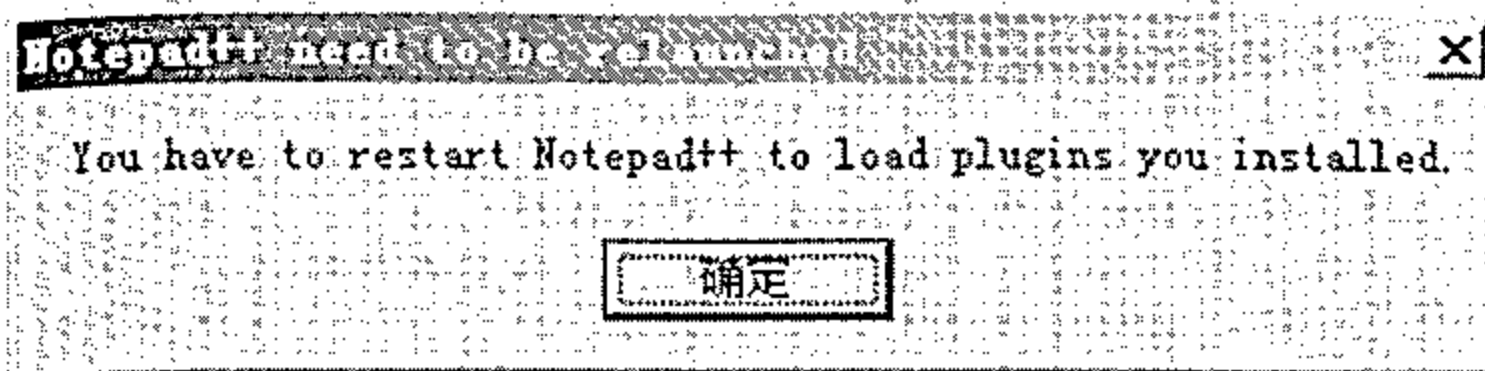 Notepad++ need to be relaunched
You have to restart Notepad++ to load plugins you installed.
确定